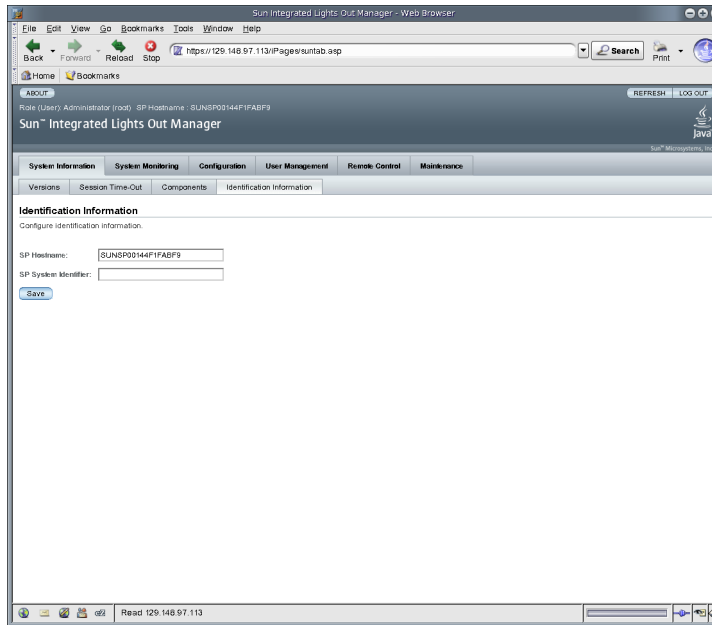 Sun Integrated Lights Out Manager - Web Browser
File Edit View Go Bookmarks Tools Window Help
Back Forward Reload Stop https://129.148.97.113/iPages/suntab.asp Search Print
Home Bookmarks
ABOUT REFRESH LOG OUT
Role (User): Administrator (root) SP Hostname : SUNSP00144F1FABF9
Sun™ Integrated Lights Out Manager
Java
Sun™ Microsystems, Inc
System Information System Monitoring Configuration User Management Remote Control Maintenance
Versions Session Time-Out Components Identification Information
Identification Information
Configure identification information.
SP Hostname: SUNSP00144F1FABF9
SP System Identifier:
Save
Read 129.148.97.113